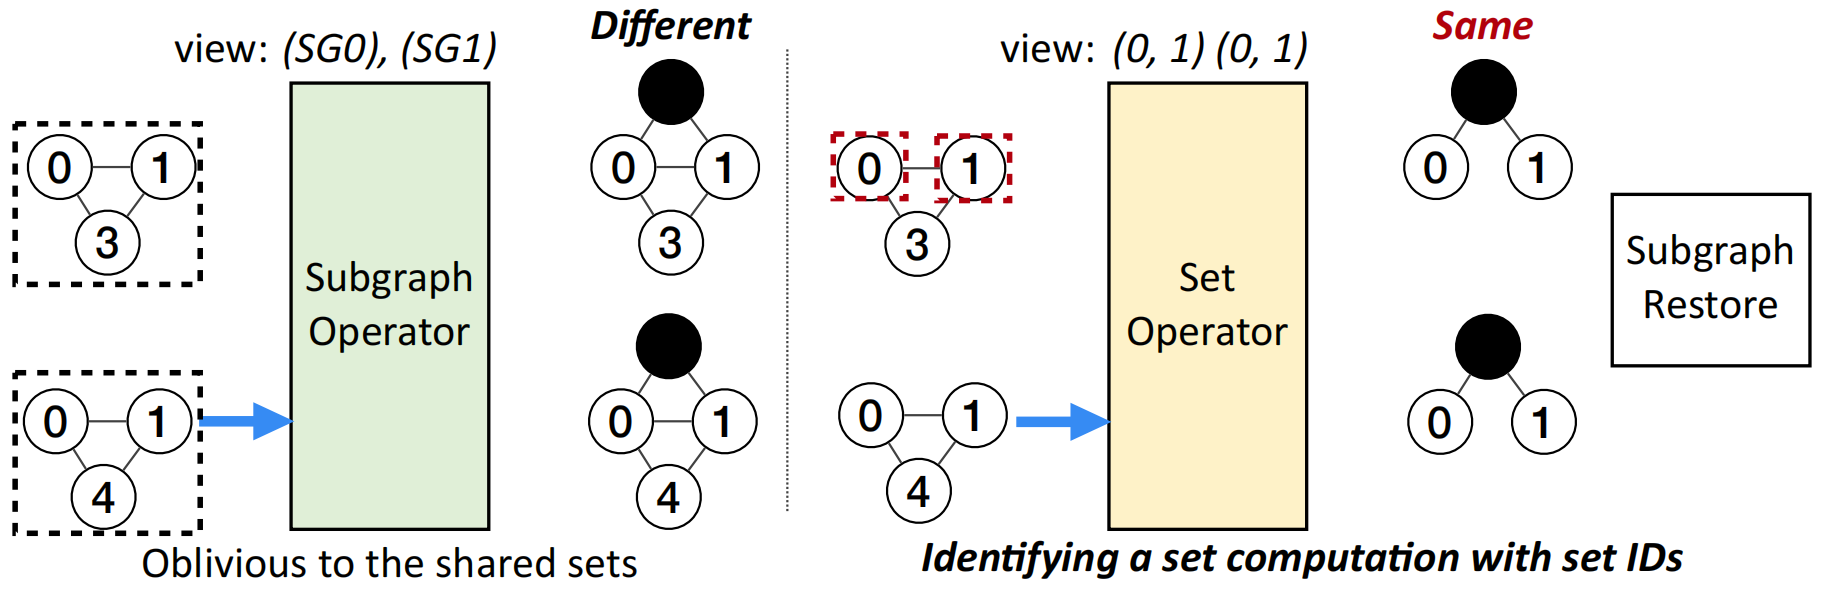 view: (SG0), (SG1)
Different
0
1
3
0
1
4
Subgraph
Operator
0
1
3
0
1
4
Oblivious to the shared sets
view: (0, 1) (0, 1)
Same
0
1
3
0
1
4
Set
Operator
0
1
0
1
Subgraph
Restore
Identifying a set computation with set IDs